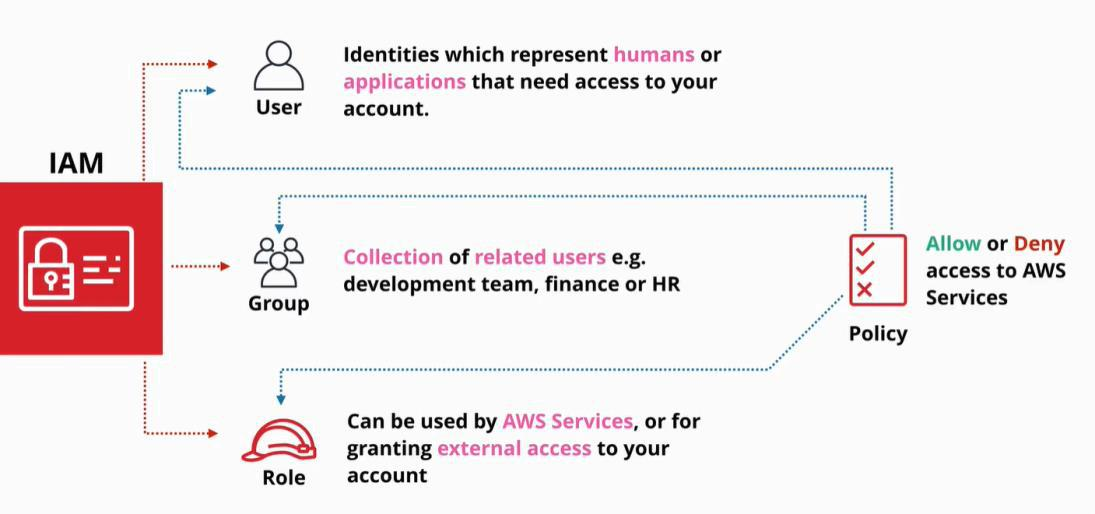 Identities which represent humans or
applications that need access to your
account.
User
IAM
Collection of related users e.g.
development team, finance or HR
Group
Allow or Deny
access to AWS
Services
Policy
Can be used by AWS Services, or for
granting external access to your
account
Role